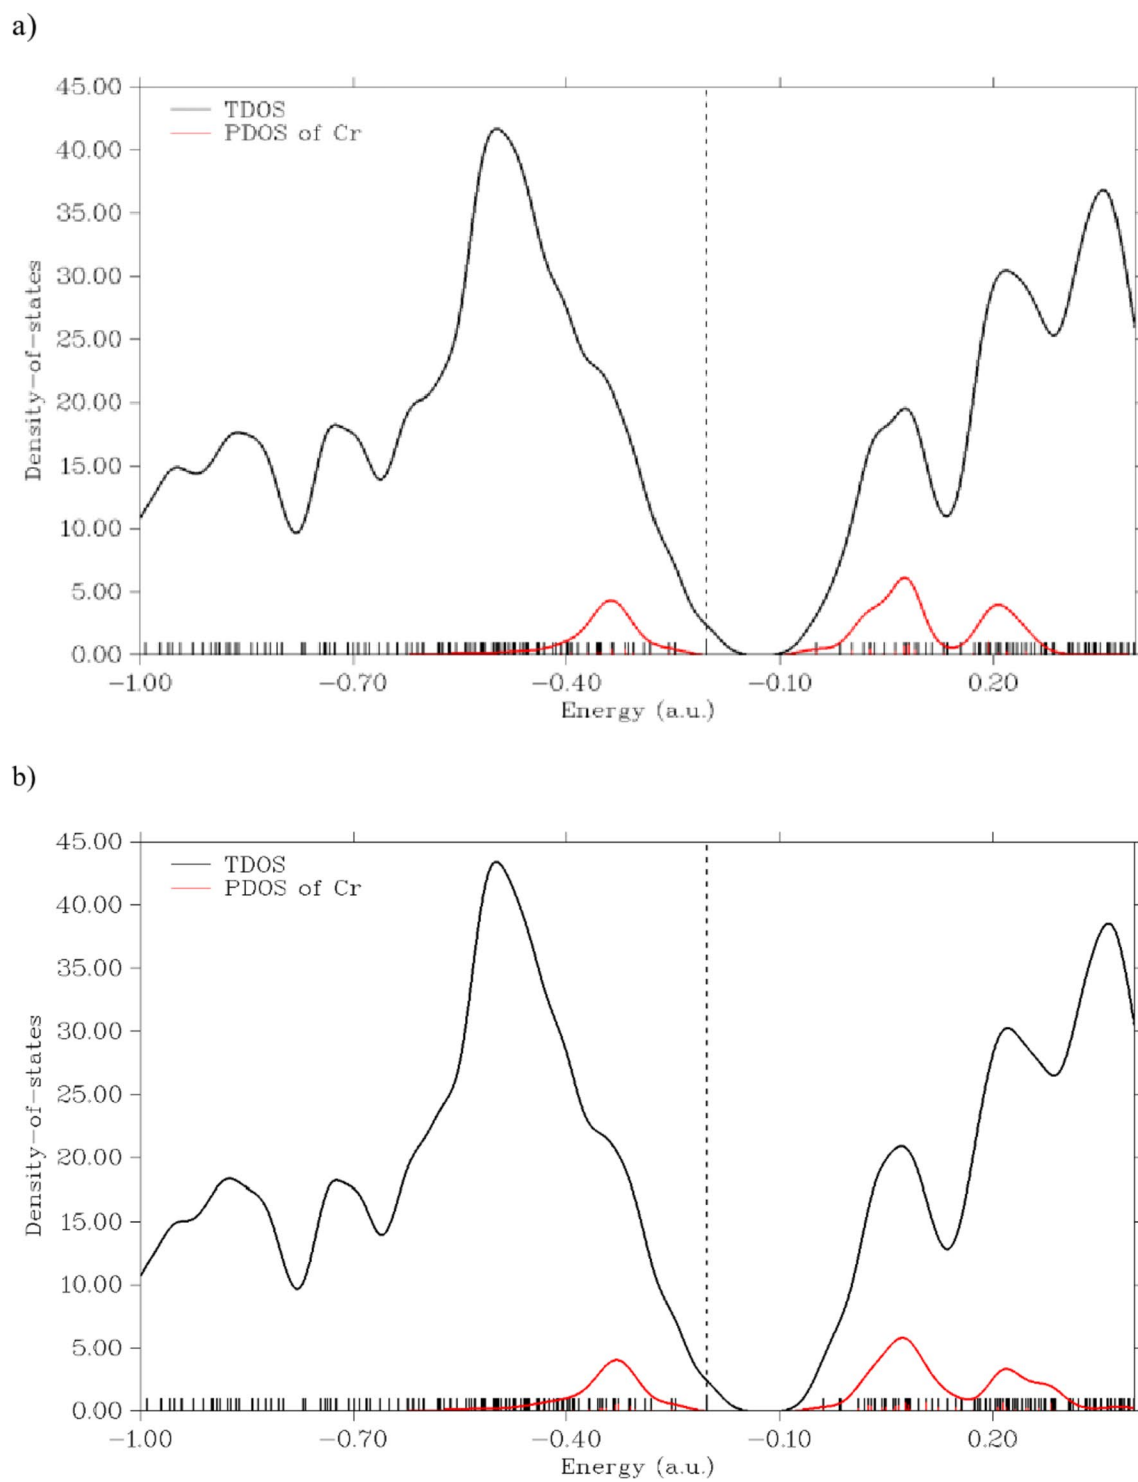 a)
45.00
TDOS
PDOS of Cr
40.00
35.00
30.00
25.00
20.00
15.00
10.00
5.00
0.00
Density-of-states
-1.00 -0.70 -0.40 -0.10 0.20
Energy (a.u.)
b)
45.00
TDOS
PDOS of Cr
40.00
35.00
30.00
25.00
20.00
15.00
10.00
5.00
0.00
Density-of-states
-1.00 -0.70 -0.40 -0.10 0.20
Energy (a.u.)